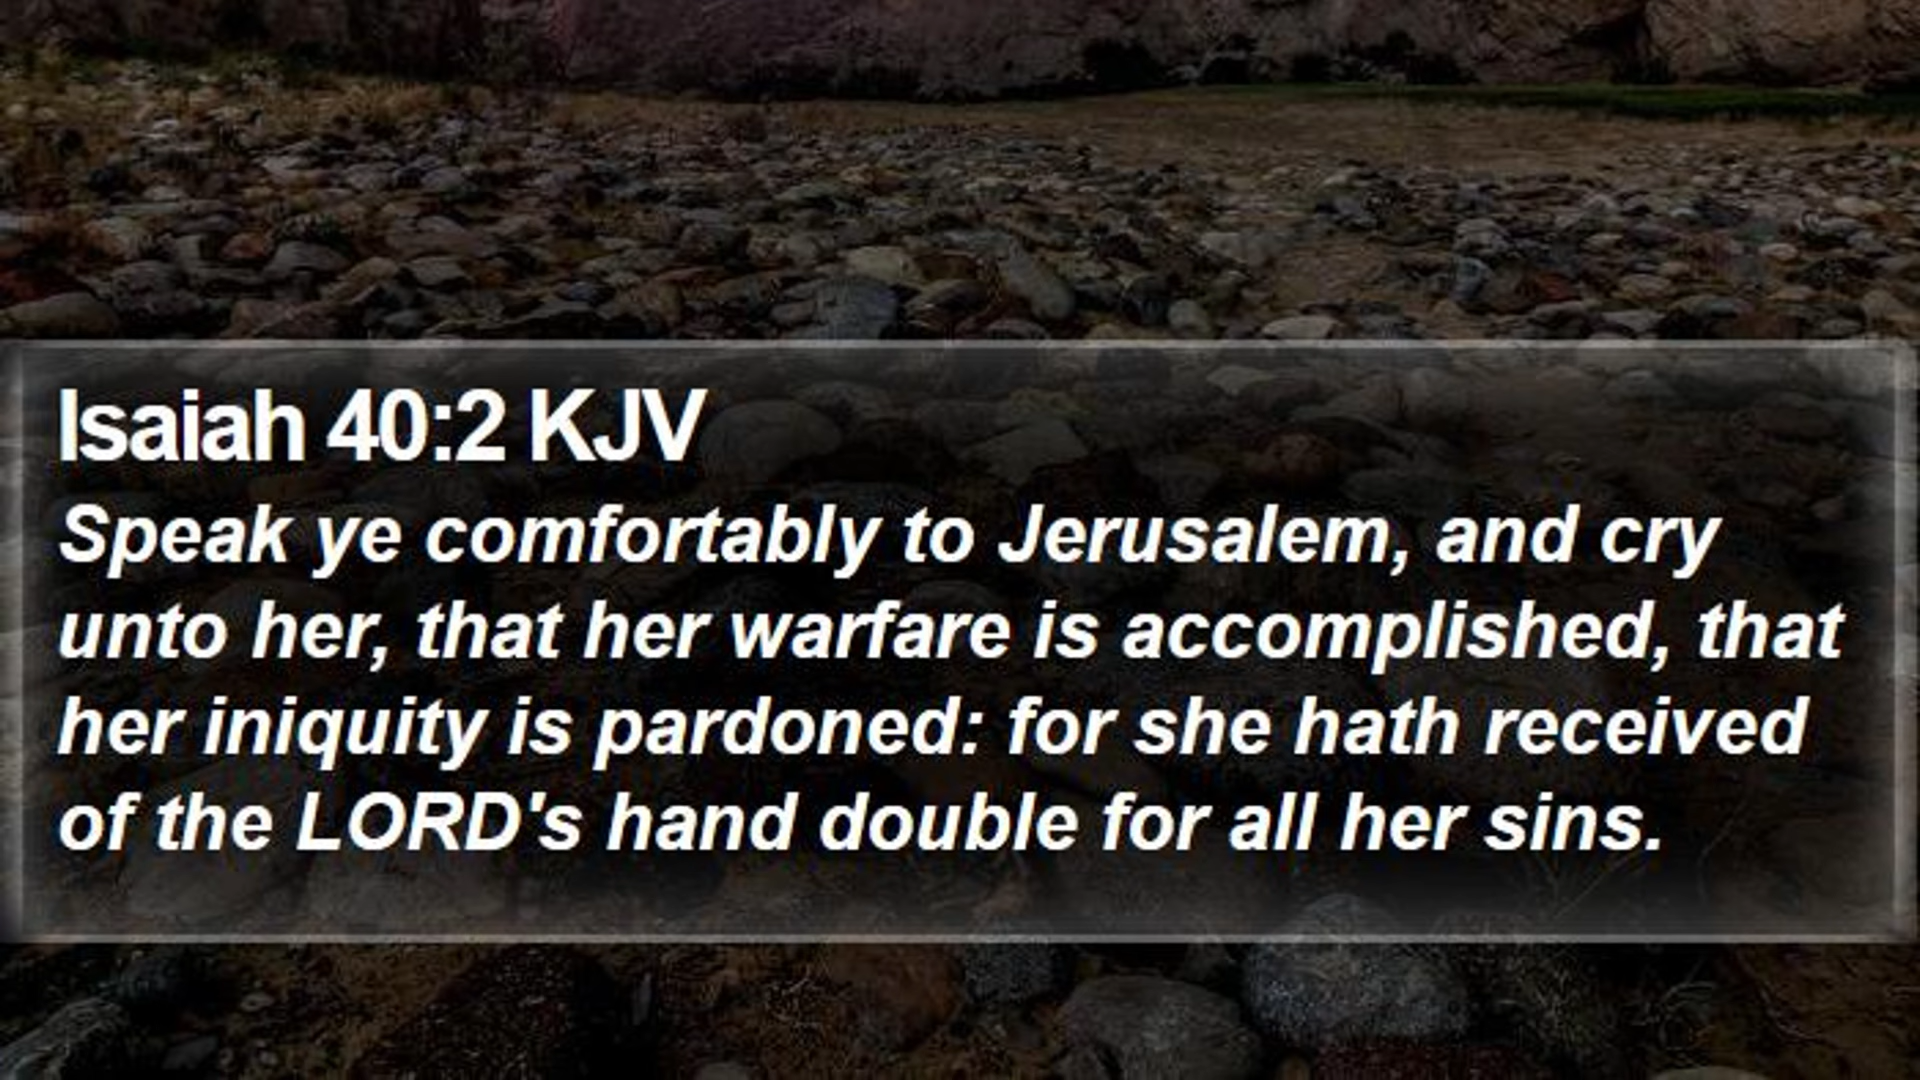 Isaiah 40:2 KJV
Speak ye comfortably to Jerusalem, and cry
unto her, that her warfare is accomplished, that
her iniquity is pardoned: for she hath received
of the LORD's hand double for all her sins.